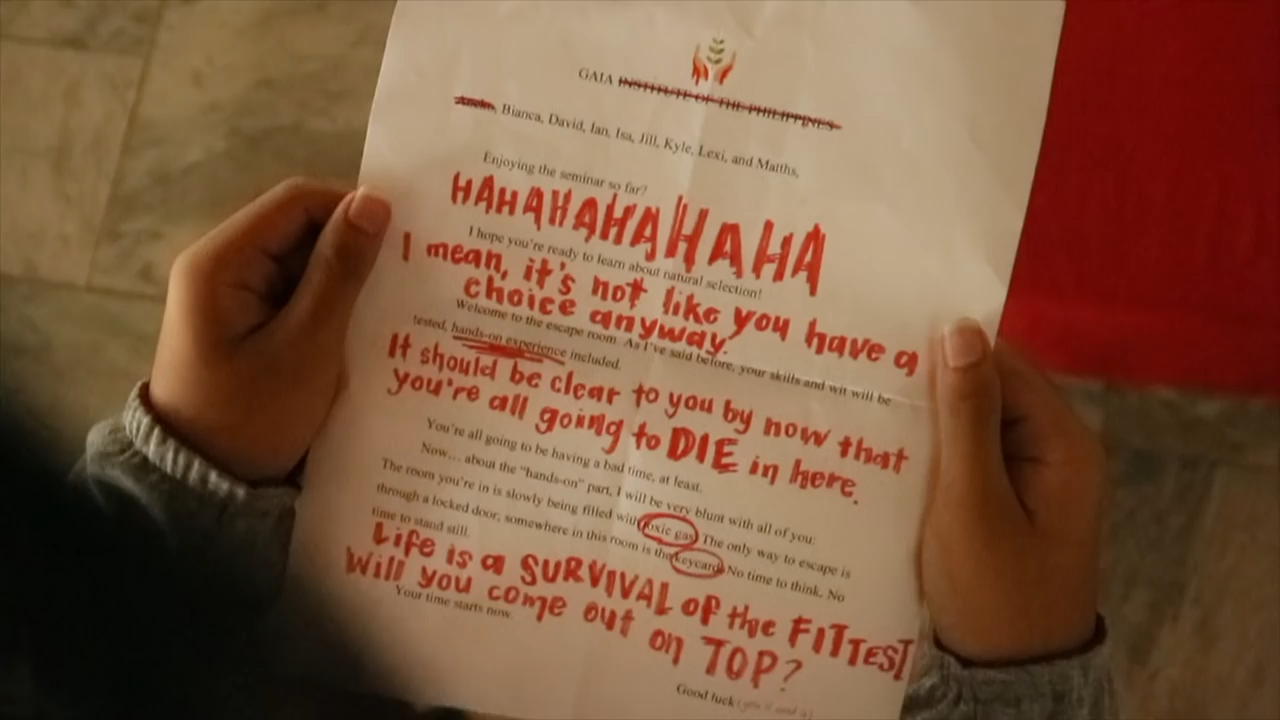 GAIA INSTITUTE OF THE PHILIPPINES
Bianca, David, Ian, Isa, Jill, Kyle, Lexi, and Matths,
Enjoying the seminar so far?
HAHAHAHAHAHA
I hope you're ready to learn about natural selection!
I mean, it's not like you have a
choice anyway.
Welcome to the escape room. As I've said before, your skills and wit will be
tested, hands-on experience included.
It should be clear to you by now that
you're all going to DIE in here.
You're all going to be having a bad time, at least.
Now... about the "hands-on" part, I will be very blunt with all of you:
The room you're in is slowly being filled with toxic gas. The only way to escape is
through a locked door; somewhere in this room is the keycard. No time to think. No
time to stand still.
Life is a SURVIVAL of the FITTEST
Will you come out on TOP?
Your time starts now.
Good luck (you'll need it)